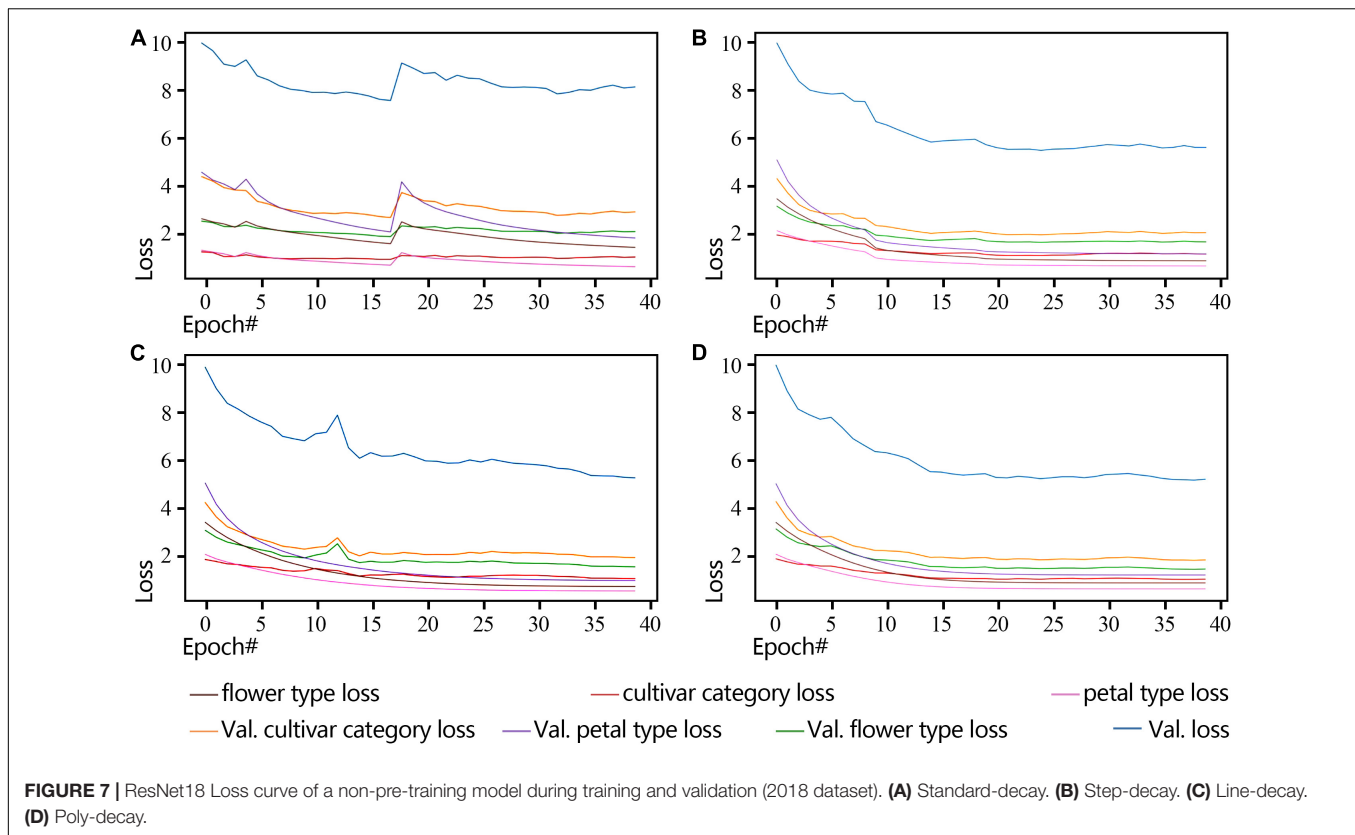 A
10
8
6
4
2
Loss
0 5 10 15 20 25 30 35 40
Epoch#
B
10
8
6
4
2
Loss
0 5 10 15 20 25 30 35 40
Epoch#
C
10
8
6
4
2
Loss
0 5 10 15 20 25 30 35 40
Epoch#
D
10
8
6
4
2
Loss
0 5 10 15 20 25 30 35 40
Epoch#
flower type loss cultivar category loss petal type loss
Val. cultivar category loss Val. petal type loss Val. flower type loss Val. loss
FIGURE 7 | ResNet18 Loss curve of a non-pre-training model during training and validation (2018 dataset). (A) Standard-decay. (B) Step-decay. (C) Line-decay.
(D) Poly-decay.